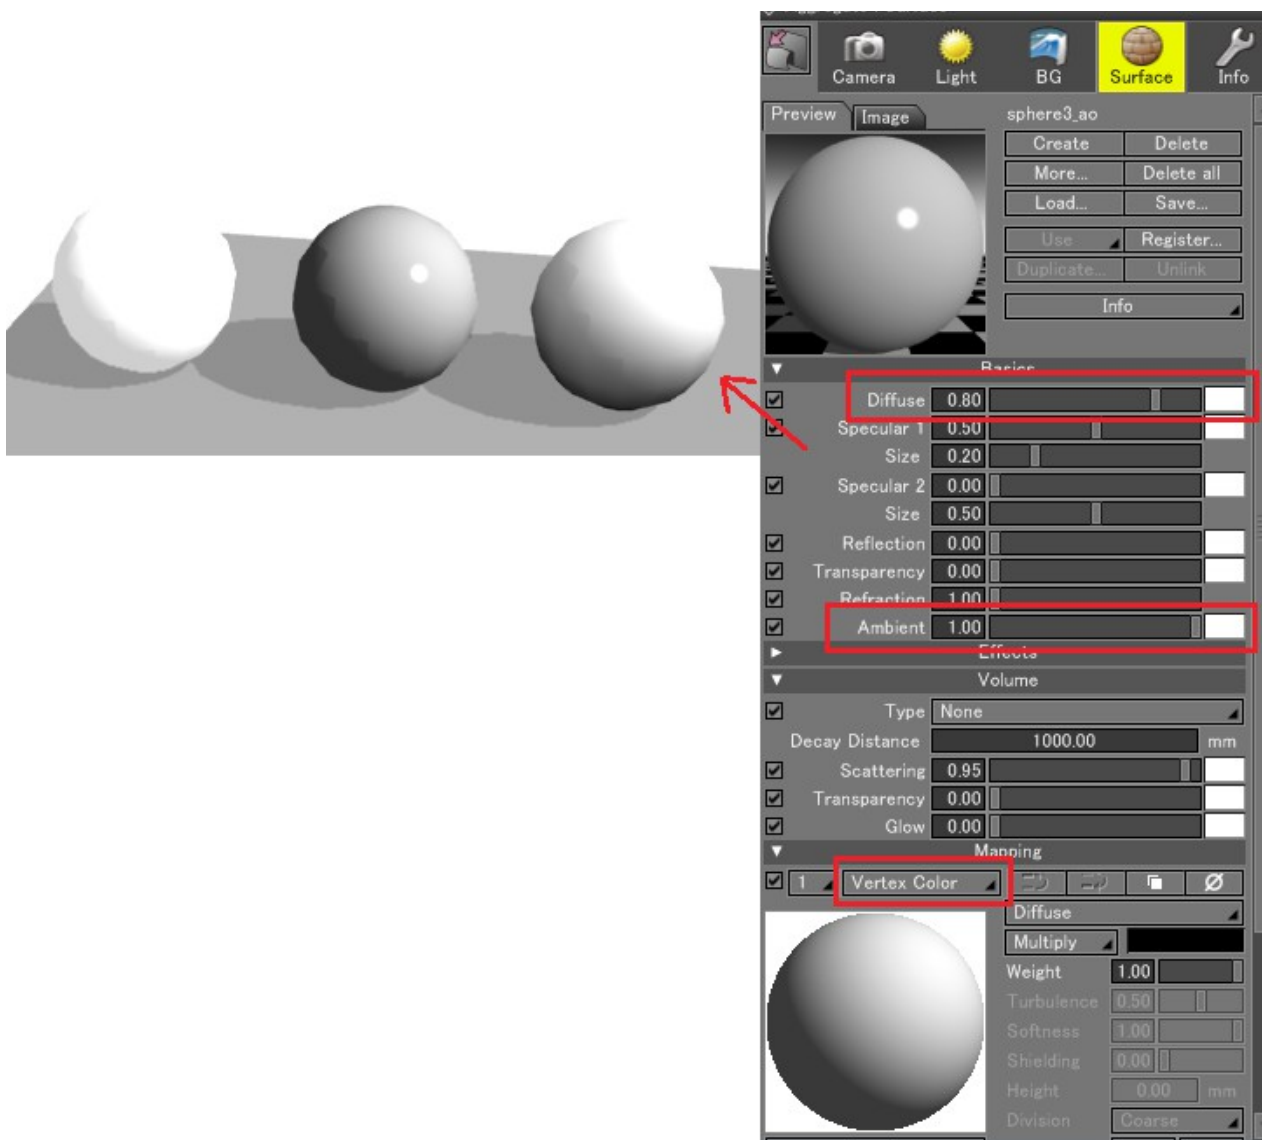 Camera Light BG Surface Info
Preview Image sphere3_ao
Create Delete
More... Delete all
Load... Save...
Use Register...
Duplicate... Unlink
Info
Basics
Diffuse 0.80
Specular 1 0.50
Size 0.20
Specular 2 0.00
Size 0.50
Reflection 0.00
Transparency 0.00
Refraction 1.00
Ambient 1.00
Effects
Volume
Type None
Decay Distance 1000.00 mm
Scattering 0.95
Transparency 0.00
Glow 0.00
Mapping
1 Vertex Color
Diffuse
Multiply
Weight 1.00
Turbulence 0.50
Softness 1.00
Shielding 0.00
Height 0.00 mm
Division Coarse